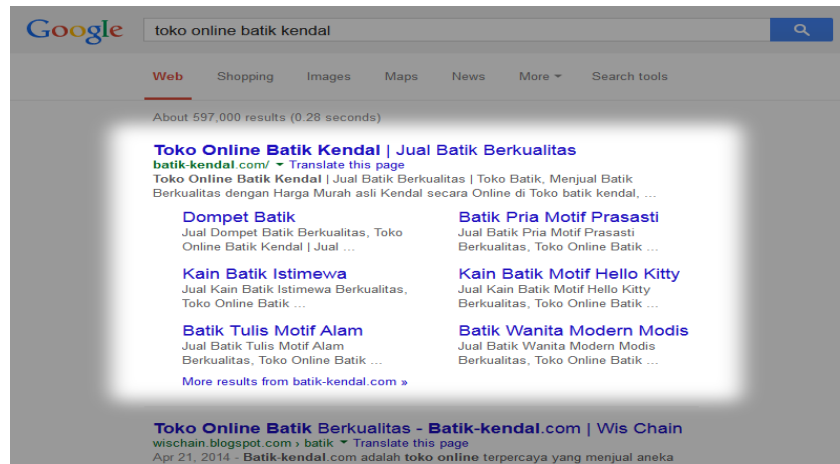 Google
toko online batik kendal
Web Shopping Images Maps News More Search tools
About 597,000 results (0.28 seconds)
Toko Online Batik Kendal | Jual Batik Berkualitas
batik-kendal.com/ Translate this page
Toko Online Batik Kendal | Jual Batik Berkualitas | Toko Batik, Menjual Batik
Berkualitas dengan Harga Murah asli Kendal secara Online di Toko batik kendal, ...
Dompet Batik
Jual Dompet Batik Berkualitas, Toko
Online Batik Kendal | Jual ...
Batik Pria Motif Prasasti
Jual Batik Pria Motif Prasasti
Berkualitas, Toko Online Batik ...
Kain Batik Istimewa
Jual Kain Batik Istimewa Berkualitas,
Toko Online Batik ...
Kain Batik Motif Hello Kitty
Jual Kain Batik Motif Hello Kitty
Berkualitas, Toko Online Batik ...
Batik Tulis Motif Alam
Jual Batik Tulis Motif Alam
Berkualitas, Toko Online Batik ...
Batik Wanita Modern Modis
Jual Batik Wanita Modern Modis
Berkualitas, Toko Online Batik ...
More results from batik-kendal.com »
Toko Online Batik Berkualitas - Batik-kendal.com | Wis Chain
wischain.blogspot.com › batik Translate this page
Apr 21, 2014 - Batik-kendal.com adalah toko online terpercaya yang menjual aneka